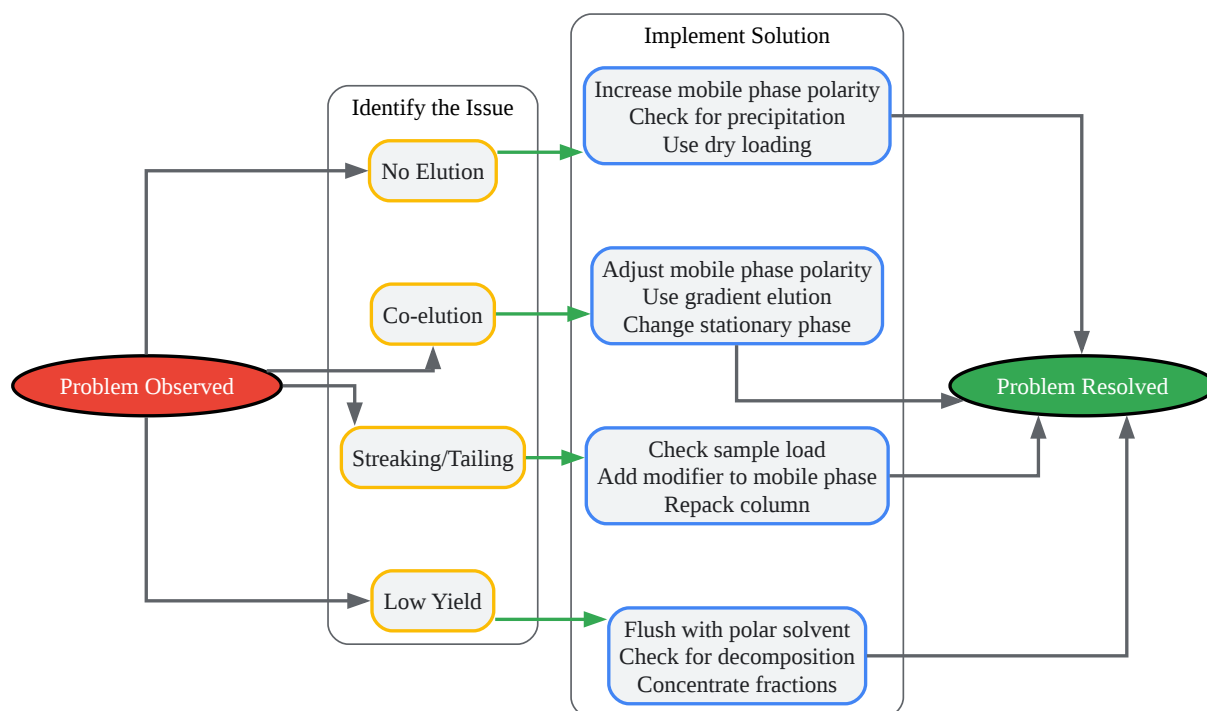 Implement Solution
Identify the Issue
Increase mobile phase polarity
Check for precipitation
Use dry loading
No Elution
Adjust mobile phase polarity
Use gradient elution
Change stationary phase
Co-elution
Problem Observed
Problem Resolved
Streaking/Tailing
Check sample load
Add modifier to mobile phase
Repack column
Low Yield
Flush with polar solvent
Check for decomposition
Concentrate fractions